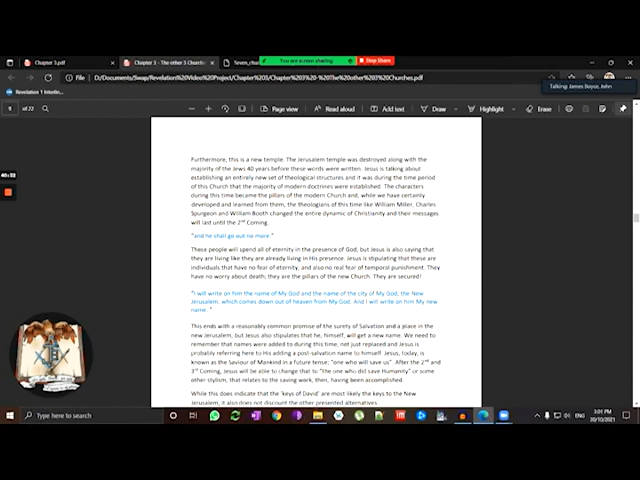 Chapter 3.pdf
Chapter 3 - The other 3 Church
Seven_chu
You are screen sharing
Stop Share
File
D:/Documents/Swap/Revelation%20Video%20Project/Chapter%203/Chapter%203%20-%20The%20other%203%20Churches.pdf
Talking: James Boyce, John
Revelation 1 Interlin...
9 of 22
Page view
Read aloud
Add text
Draw
Highlight
Erase
Furthermore, this is a new temple. The Jerusalem temple was destroyed along with the
majority of the Jews 40 years before these words were written. Jesus is talking about
establishing an entirely new set of theological structures and it was during the time period
of this Church that the majority of modern doctrines were established. The characters
during this time became the pillars of the modern Church and, while we have certainly
developed and learned from them, the theologians of this time like William Miller, Charles
Spurgeon and William Booth changed the entire dynamic of Christianity and their messages
will last until the 2nd Coming.
"and he shall go out no more."
These people will spend all of eternity in the presence of God, but Jesus is also saying that
they are living like they are already living in His presence. Jesus is stipulating that these are
individuals that have no fear of eternity, and also no real fear of temporal punishment. They
have no worry about death; they are the pillars of the new Church. They are secured!
"I will write on him the name of My God and the name of the city of My God, the New
Jerusalem, which comes down out of heaven from My God. And I will write on him My new
name. "
This ends with a reasonably common promise of the surety of Salvation and a place in the
new Jerusalem, but Jesus also stipulates that he, himself, will get a new name. We need to
remember that names were added to during this time, not just replaced and Jesus is
probably referring here to His adding a post-salvation name to himself. Jesus, today, is
known as the Saviour of Mankind in a future tense; "one who will save us". After the 2nd and
3rd Coming, Jesus will be able to change that to "the one who did save Humanity" or some
other stylism, that relates to the saving work, then, having been accomplished.
While this does indicate that the 'keys of David' are most likely the keys to the New
Jerusalem, it also does not discount the other presented alternatives
Type here to search
ENG
3:01 PM
30/10/2021